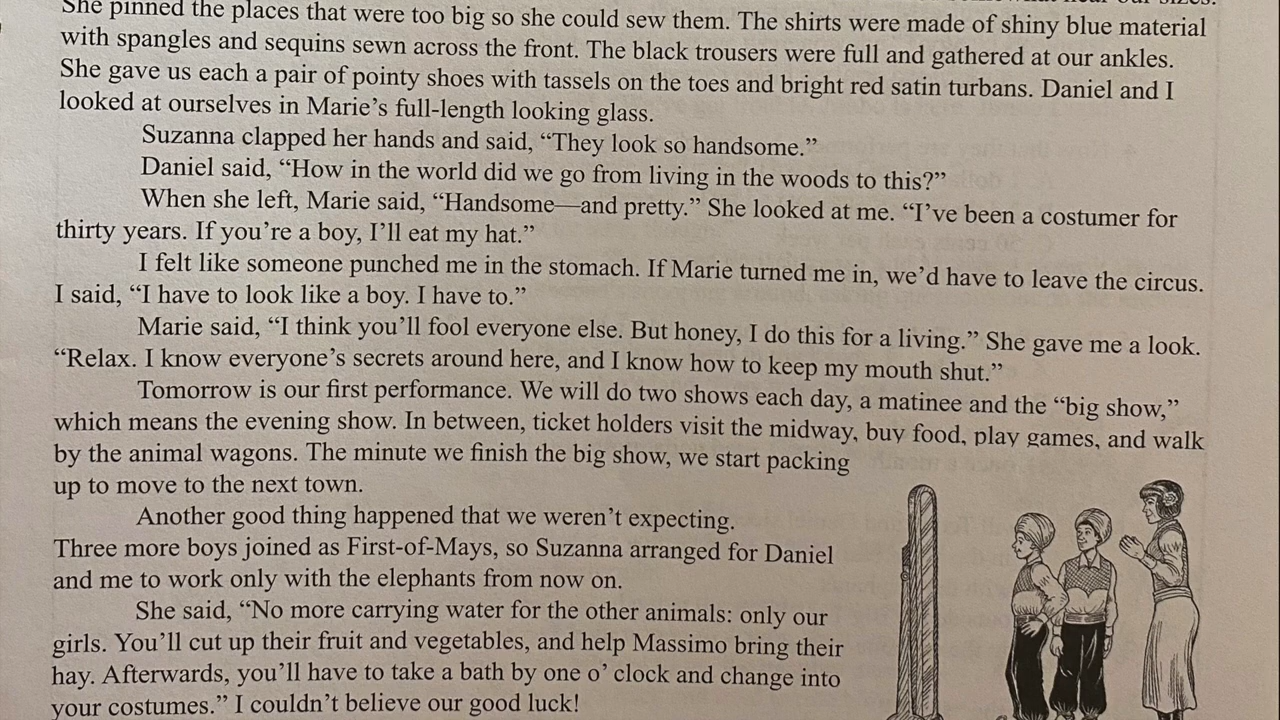 She pinned the places that were too big so she could sew them. The shirts were made of shiny blue material
with spangles and sequins sewn across the front. The black trousers were full and gathered at our ankles.
She gave us each a pair of pointy shoes with tassels on the toes and bright red satin turbans. Daniel and I
looked at ourselves in Marie’s full-length looking glass.
Suzanna clapped her hands and said, “They look so handsome.”
Daniel said, “How in the world did we go from living in the woods to this?”
When she left, Marie said, “Handsome—and pretty.” She looked at me. “I’ve been a costumer for
thirty years. If you’re a boy, I’ll eat my hat.”
I felt like someone punched me in the stomach. If Marie turned me in, we’d have to leave the circus.
I said, “I have to look like a boy. I have to.”
Marie said, “I think you’ll fool everyone else. But honey, I do this for a living.” She gave me a look.
“Relax. I know everyone’s secrets around here, and I know how to keep my mouth shut.”
Tomorrow is our first performance. We will do two shows each day, a matinee and the “big show,”
which means the evening show. In between, ticket holders visit the midway, buy food, play games, and walk
by the animal wagons. The minute we finish the big show, we start packing
up to move to the next town.
Another good thing happened that we weren’t expecting.
Three more boys joined as First-of-Mays, so Suzanna arranged for Daniel
and me to work only with the elephants from now on.
She said, “No more carrying water for the other animals: only our
girls. You’ll cut up their fruit and vegetables, and help Massimo bring their
hay. Afterwards, you’ll have to take a bath by one o’ clock and change into
your costumes.” I couldn’t believe our good luck!